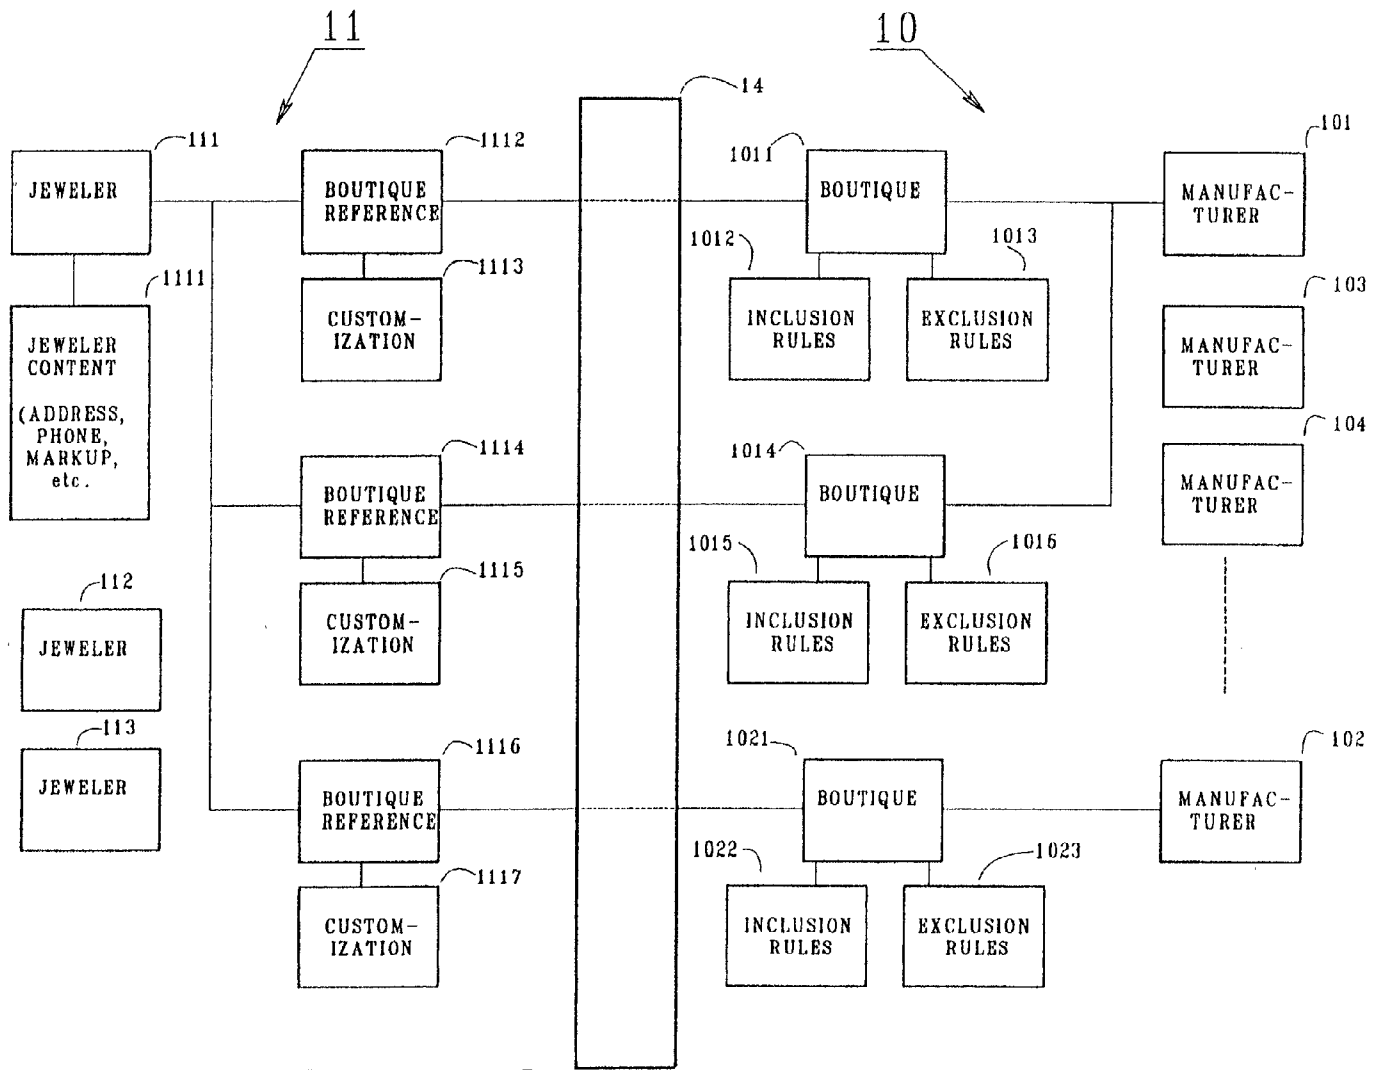 11
10
14
111
JEWELER
1111
JEWELER
CONTENT
(ADDRESS,
PHONE,
MARKUP,
etc.
112
JEWELER
113
JEWELER
1112
BOUTIQUE
REFERENCE
1113
CUSTOM-
IZATION
1114
BOUTIQUE
REFERENCE
1115
CUSTOM-
IZATION
1116
BOUTIQUE
REFERENCE
1117
CUSTOM-
IZATION
1011
BOUTIQUE
1012
INCLUSION
RULES
1013
EXCLUSION
RULES
1014
BOUTIQUE
1015
INCLUSION
RULES
1016
EXCLUSION
RULES
1021
BOUTIQUE
1022
INCLUSION
RULES
1023
EXCLUSION
RULES
101
MANUFAC-
TURER
103
MANUFAC-
TURER
104
MANUFAC-
TURER
102
MANUFAC-
TURER